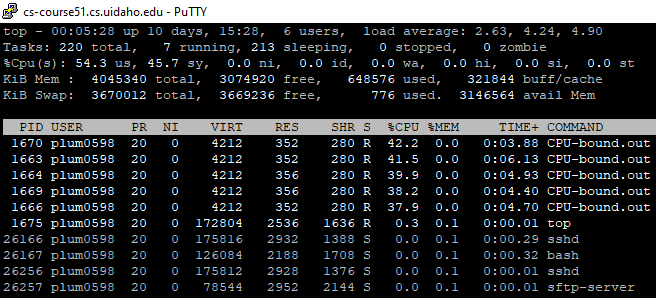 cs-course51.cs.uidaho.edu - PuTTY
top - 00:05:28 up 10 days, 15:28,  6 users,  load average: 2.63, 4.24, 4.90
Tasks: 220 total,   7 running, 213 sleeping,   0 stopped,   0 zombie
%Cpu(s): 54.3 us, 45.7 sy,  0.0 ni,  0.0 id,  0.0 wa,  0.0 hi,  0.0 si,  0.0 st
KiB Mem :  4045340 total,  3074920 free,   648576 used,   321844 buff/cache
KiB Swap:  3670012 total,  3669236 free,      776 used.  3146564 avail Mem
PID USER      PR  NI    VIRT    RES    SHR S  %CPU %MEM     TIME+ COMMAND
1670 plum0598  20   0    4212    352    280 R  42.2  0.0   0:03.88 CPU-bound.out
1663 plum0598  20   0    4212    352    280 R  41.5  0.0   0:06.13 CPU-bound.out
1664 plum0598  20   0    4212    356    280 R  39.9  0.0   0:04.93 CPU-bound.out
1669 plum0598  20   0    4212    356    280 R  38.2  0.0   0:04.40 CPU-bound.out
1666 plum0598  20   0    4212    352    280 R  37.9  0.0   0:04.70 CPU-bound.out
1675 plum0598  20   0  172804   2536   1636 R   0.3  0.1   0:00.01 top
26166 plum0598  20   0  175816   2932   1388 S   0.0  0.1   0:00.29 sshd
26167 plum0598  20   0  126084   2188   1708 S   0.0  0.1   0:00.32 bash
26256 plum0598  20   0  175812   2928   1376 S   0.0  0.1   0:00.01 sshd
26257 plum0598  20   0   78544   2952   2144 S   0.0  0.1   0:00.01 sftp-server